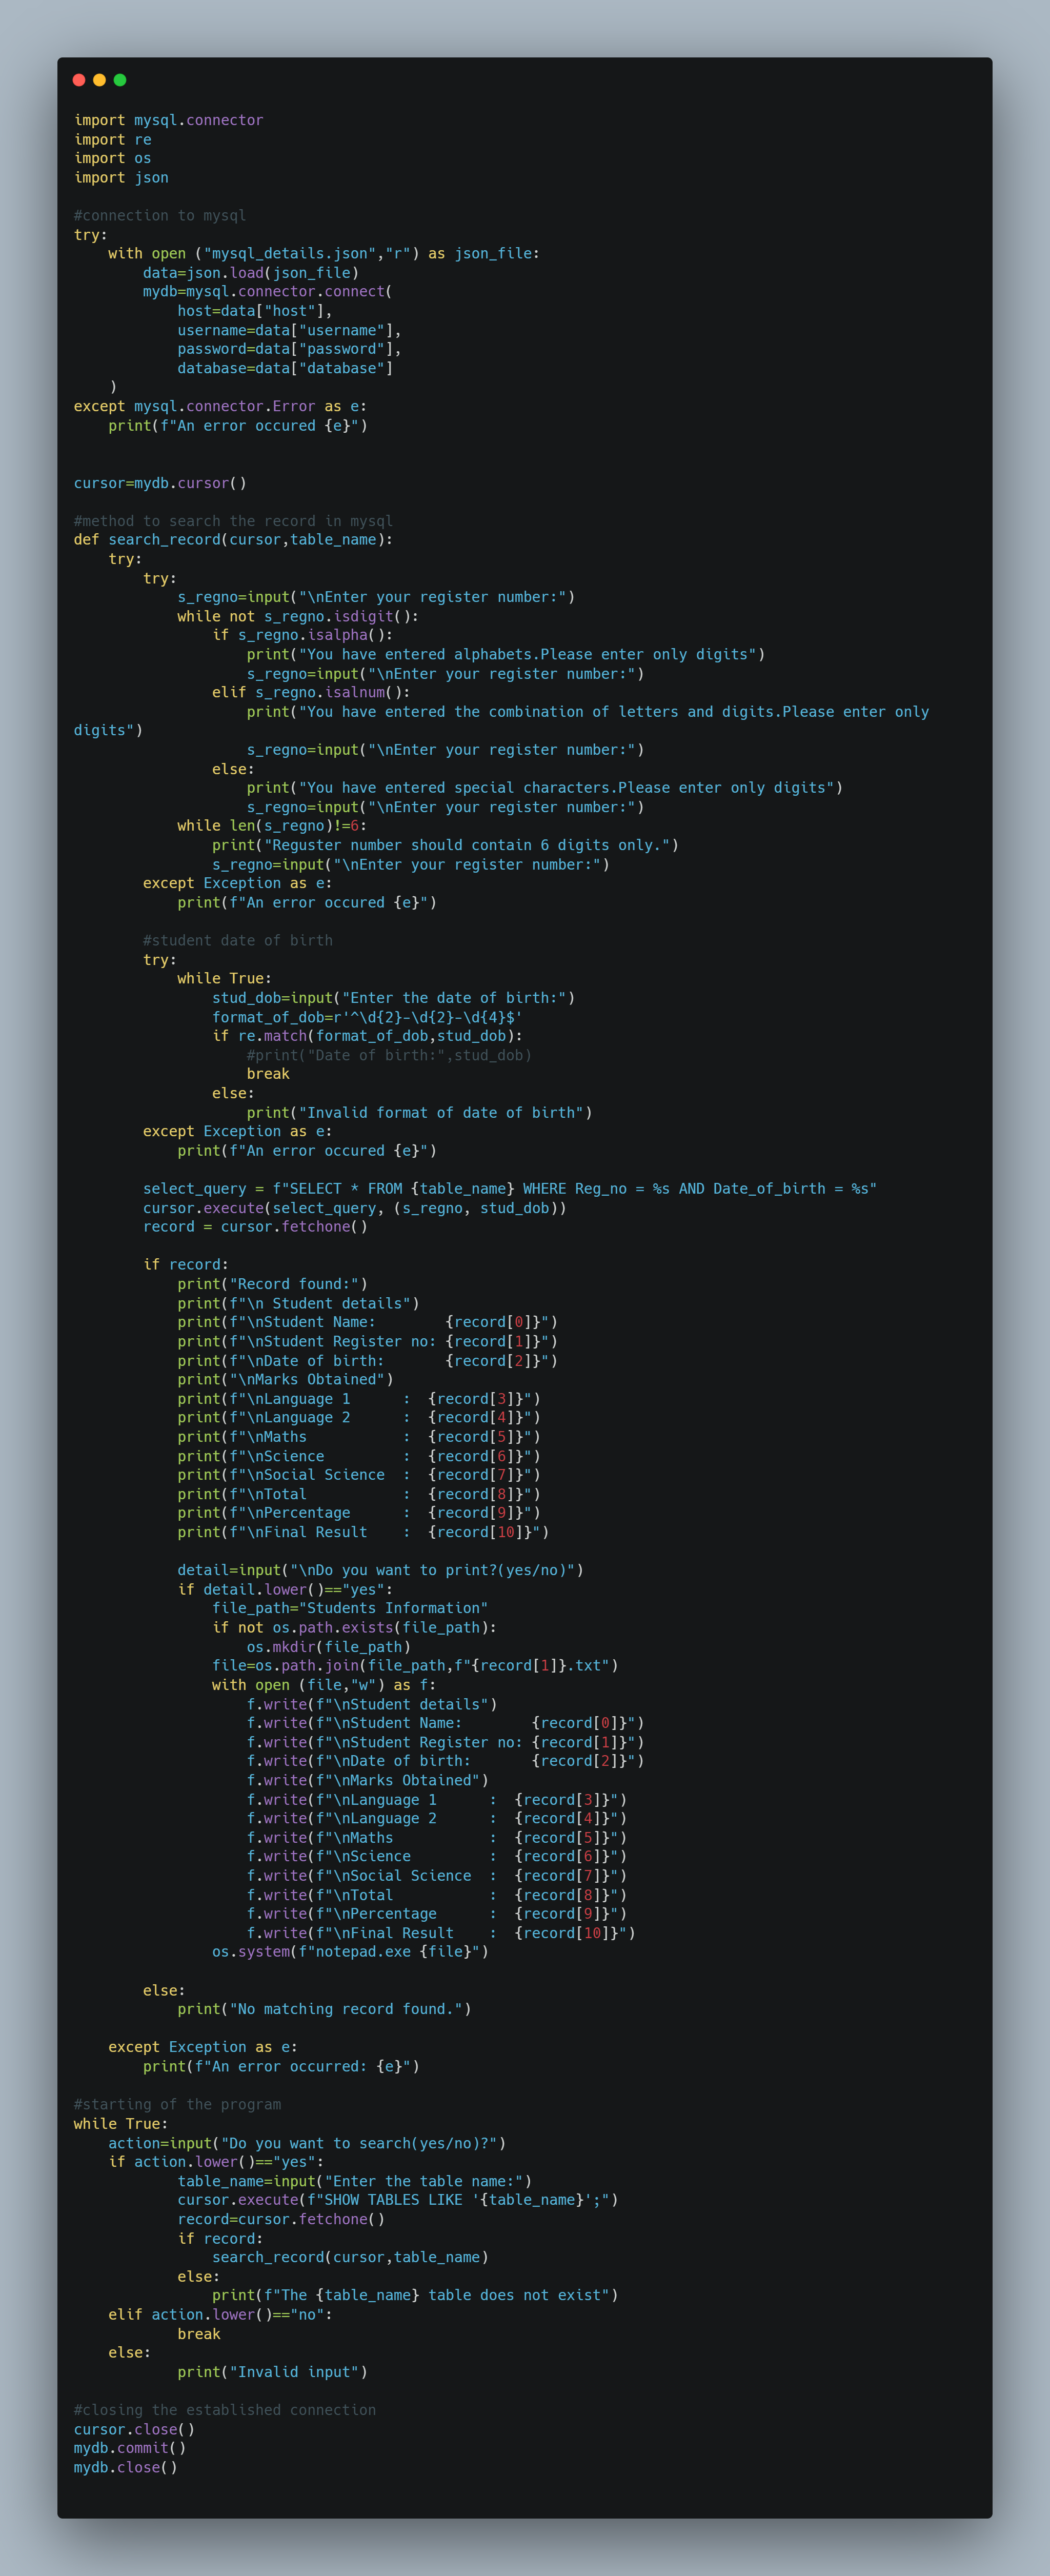 import mysql.connector
import re
import os
import json

#connection to mysql
try:
    with open ("mysql_details.json","r") as json_file:
        data=json.load(json_file)
        mydb=mysql.connector.connect(
            host=data["host"],
            username=data["username"],
            password=data["password"],
            database=data["database"]
    )
except mysql.connector.Error as e:
    print(f"An error occured {e}")


cursor=mydb.cursor()

#method to search the record in mysql
def search_record(cursor,table_name):
    try:
        try:
            s_regno=input("\nEnter your register number:")
            while not s_regno.isdigit():
                if s_regno.isalpha():
                    print("You have entered alphabets.Please enter only digits")
                    s_regno=input("\nEnter your register number:")
                elif s_regno.isalnum():
                    print("You have entered the combination of letters and digits.Please enter only
digits")
                    s_regno=input("\nEnter your register number:")
                else:
                    print("You have entered special characters.Please enter only digits")
                    s_regno=input("\nEnter your register number:")
            while len(s_regno)!=6:
                print("Reguster number should contain 6 digits only.")
                s_regno=input("\nEnter your register number:")
        except Exception as e:
            print(f"An error occured {e}")

        #student date of birth
        try:
            while True:
                stud_dob=input("Enter the date of birth:")
                format_of_dob=r'^\d{2}-\d{2}-\d{4}$'
                if re.match(format_of_dob,stud_dob):
                    #print("Date of birth:",stud_dob)
                    break
                else:
                    print("Invalid format of date of birth")
        except Exception as e:
            print(f"An error occured {e}")

        select_query = f"SELECT * FROM {table_name} WHERE Reg_no = %s AND Date_of_birth = %s"
        cursor.execute(select_query, (s_regno, stud_dob))
        record = cursor.fetchone()

        if record:
            print("Record found:")
            print(f"\n Student details")
            print(f"\nStudent Name:        {record[0]}")
            print(f"\nStudent Register no: {record[1]}")
            print(f"\nDate of birth:       {record[2]}")
            print("\nMarks Obtained")
            print(f"\nLanguage 1      :  {record[3]}")
            print(f"\nLanguage 2      :  {record[4]}")
            print(f"\nMaths           :  {record[5]}")
            print(f"\nScience         :  {record[6]}")
            print(f"\nSocial Science  :  {record[7]}")
            print(f"\nTotal           :  {record[8]}")
            print(f"\nPercentage      :  {record[9]}")
            print(f"\nFinal Result    :  {record[10]}")

            detail=input("\nDo you want to print?(yes/no)")
            if detail.lower()=="yes":
                file_path="Students Information"
                if not os.path.exists(file_path):
                    os.mkdir(file_path)
                file=os.path.join(file_path,f"{record[1]}.txt")
                with open (file,"w") as f:
                    f.write(f"\nStudent details")
                    f.write(f"\nStudent Name:        {record[0]}")
                    f.write(f"\nStudent Register no: {record[1]}")
                    f.write(f"\nDate of birth:       {record[2]}")
                    f.write(f"\nMarks Obtained")
                    f.write(f"\nLanguage 1      :  {record[3]}")
                    f.write(f"\nLanguage 2      :  {record[4]}")
                    f.write(f"\nMaths           :  {record[5]}")
                    f.write(f"\nScience         :  {record[6]}")
                    f.write(f"\nSocial Science  :  {record[7]}")
                    f.write(f"\nTotal           :  {record[8]}")
                    f.write(f"\nPercentage      :  {record[9]}")
                    f.write(f"\nFinal Result    :  {record[10]}")
                os.system(f"notepad.exe {file}")

        else:
            print("No matching record found.")

    except Exception as e:
        print(f"An error occurred: {e}")

#starting of the program
while True:
    action=input("Do you want to search(yes/no)?")
    if action.lower()=="yes":
            table_name=input("Enter the table name:")
            cursor.execute(f"SHOW TABLES LIKE '{table_name}';")
            record=cursor.fetchone()
            if record:
                search_record(cursor,table_name)
            else:
                print(f"The {table_name} table does not exist")
    elif action.lower()=="no":
            break
    else:
            print("Invalid input")

#closing the established connection
cursor.close()
mydb.commit()
mydb.close()